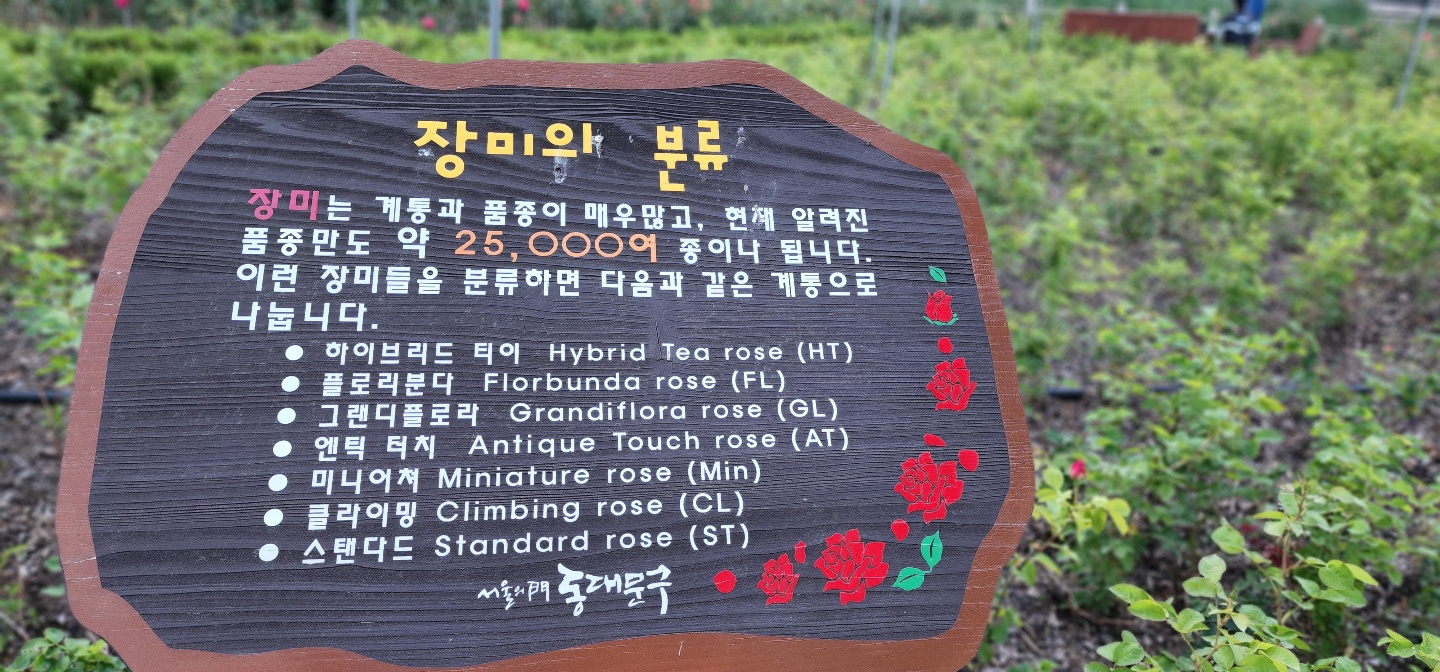 장미의 분류
장미는 계통과 품종이 매우많고, 현재 알려진
품종만도 약 25,000여 종이나 됩니다.
이런 장미들을 분류하면 다음과 같은 계통으로
나눕니다.
● 하이브리드 티이 Hybrid Tea rose (HT)
● 플로리분다 Florbunda rose (FL)
● 그랜디플로라 Grandiflora rose (GL)
● 엔틱 터치 Antique Touch rose (AT)
● 미니어쳐 Miniature rose (Min)
● 클라이밍 Climbing rose (CL)
● 스탠다드 Standard rose (ST)
서울의門 동대문구